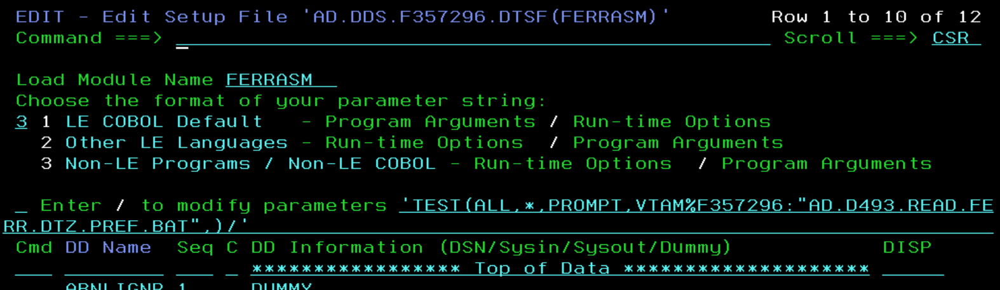 EDIT - Edit Setup File 'AD.DDS.F357296.DTSF(FERRASM)' Row 1 to 10 of 12
Command ===> Scroll ===> CSR
Load Module Name FERRASM
Choose the format of your parameter string:
3 1 LE COBOL Default - Program Arguments / Run-time Options
2 Other LE Languages - Run-time Options / Program Arguments
3 Non-LE Programs / Non-LE COBOL - Run-time Options / Program Arguments
_ Enter / to modify parameters 'TEST(ALL,*,PROMPT,VTAM%F357296:"AD.D493.READ.FE
RR.DTZ.PREF.BAT",)/'
Cmd DD Name Seq C DD Information (DSN/Sysin/Sysout/Dummy) DISP
***************** Top of Data ********************
ABNLIGNR 1 DUMMY